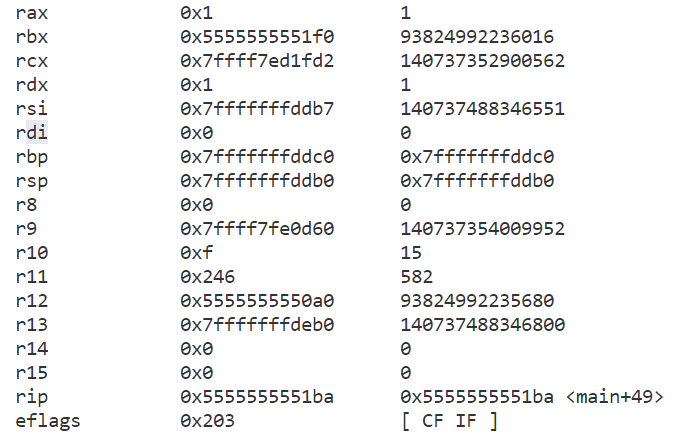 rax 0x1 1
rbx 0x5555555551f0 93824992236016
rcx 0x7ffff7ed1fd2 140737352900562
rdx 0x1 1
rsi 0x7fffffffddb7 140737488346551
rdi 0x0 0
rbp 0x7fffffffddc0 0x7fffffffddc0
rsp 0x7fffffffddb0 0x7fffffffddb0
r8 0x0 0
r9 0x7ffff7fe0d60 140737354009952
r10 0xf 15
r11 0x246 582
r12 0x5555555550a0 93824992235680
r13 0x7fffffffdeb0 140737488346800
r14 0x0 0
r15 0x0 0
rip 0x5555555551ba 0x5555555551ba <main+49>
eflags 0x203 [ CF IF ]